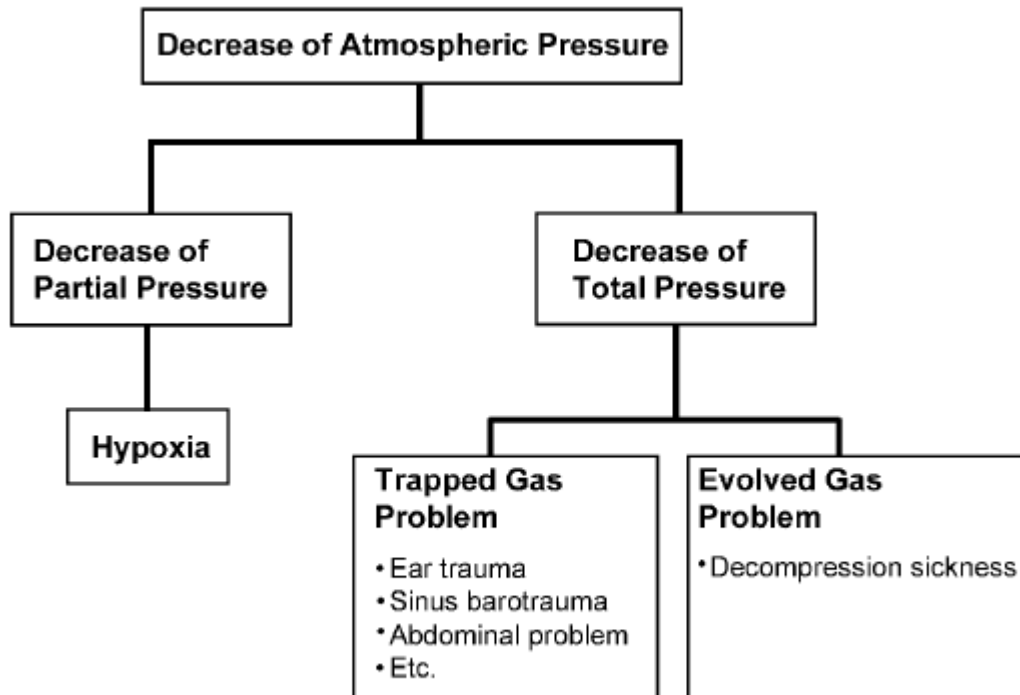 Decrease of Atmospheric Pressure
Decrease of
Partial Pressure
Decrease of
Total Pressure
Hypoxia
Trapped Gas
Problem
• Ear trauma
• Sinus barotrauma
• Abdominal problem
• Etc.
Evolved Gas
Problem
• Decompression sickness